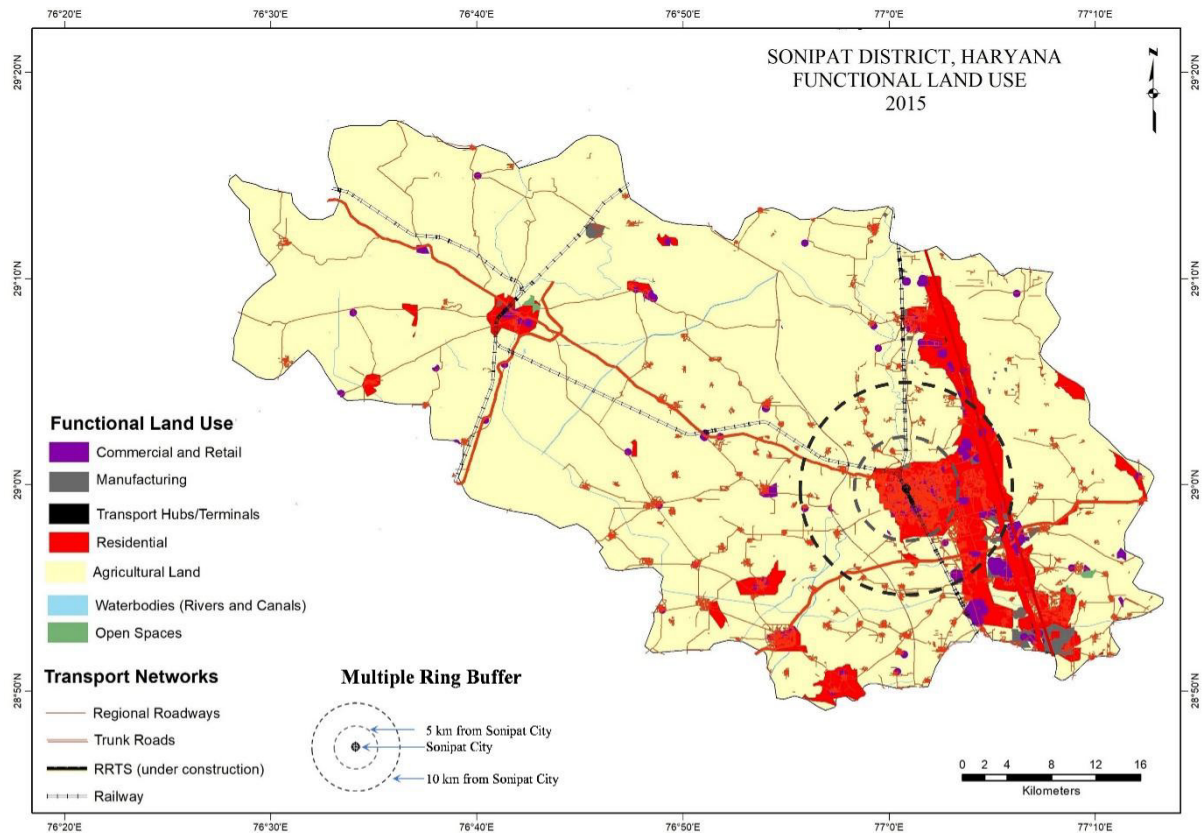 76°20'E 76°30'E 76°40'E 76°50'E 77°0'E 77°10'E
SONIPAT DISTRICT, HARYANA
FUNCTIONAL LAND USE
2015
N
29°20'N 29°20'N
29°10'N 29°10'N
29°0'N 29°0'N
28°50'N 28°50'N
Functional Land Use
Commercial and Retail
Manufacturing
Transport Hubs/Terminals
Residential
Agricultural Land
Waterbodies (Rivers and Canals)
Open Spaces
Transport Networks
Regional Roadways
Trunk Roads
RRTS (under construction)
Railway
Multiple Ring Buffer
5 km from Sonipat City
Sonipat City
10 km from Sonipat City
0 2 4 8 12 16
Kilometers
76°20'E 76°30'E 76°40'E 76°50'E 77°0'E 77°10'E